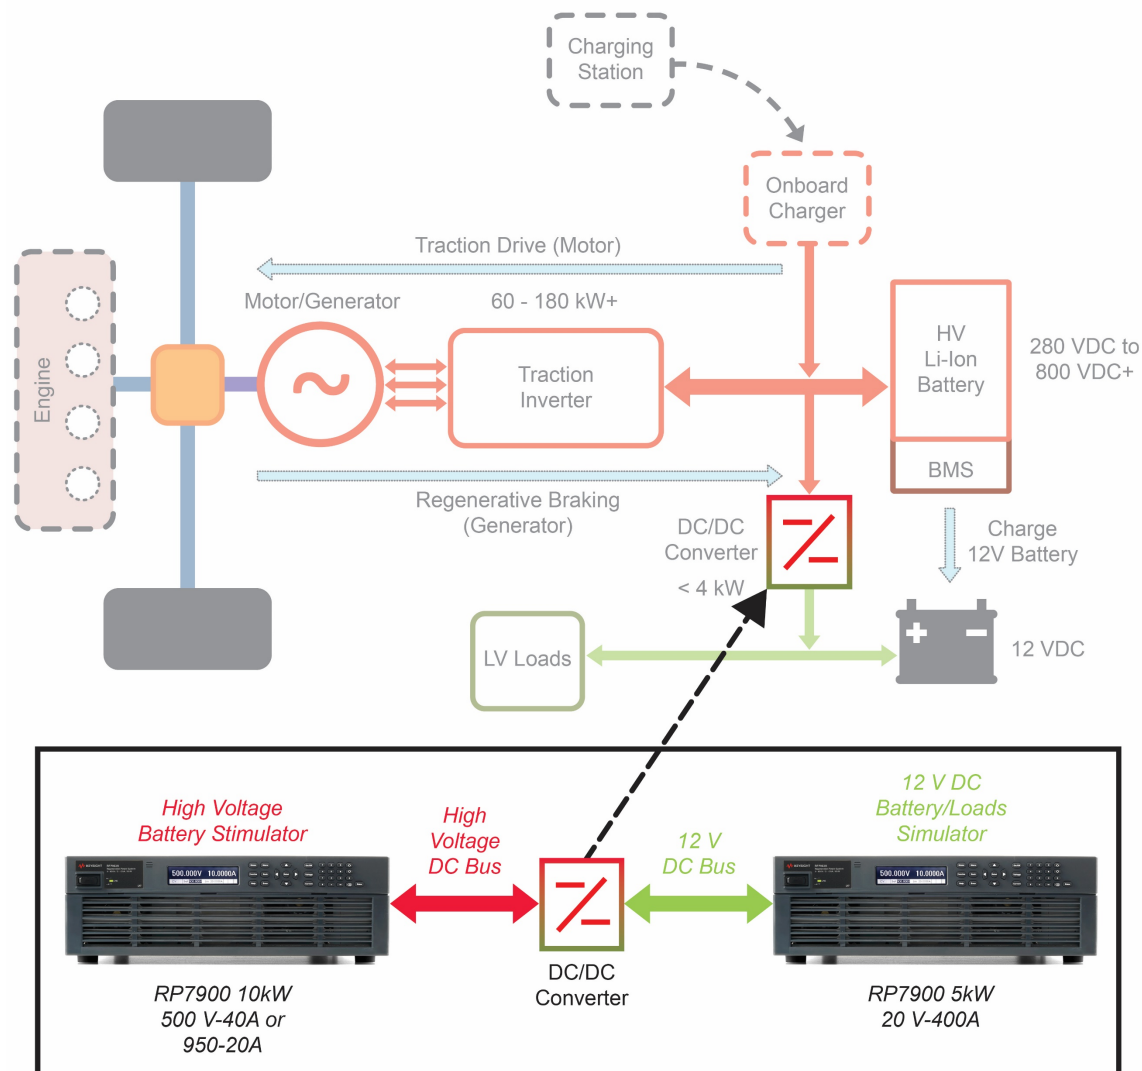 Charging
Station
Onboard
Charger
Traction Drive (Motor)
Motor/Generator
60 - 180 kW+
HV
Li-Ion
Battery
280 VDC to
800 VDC+
Engine
Traction
Inverter
BMS
Regenerative Braking
(Generator)
DC/DC
Converter
< 4 kW
Charge
12V Battery
LV Loads
12 VDC
High Voltage
Battery Stimulator
High
Voltage
DC Bus
12 V
DC Bus
12 V DC
Battery/Loads
Simulator
500.000V 10.0000A
500.000V 10.0000A
DC/DC
Converter
RP7900 10kW
500 V-40A or
950-20A
RP7900 5kW
20 V-400A